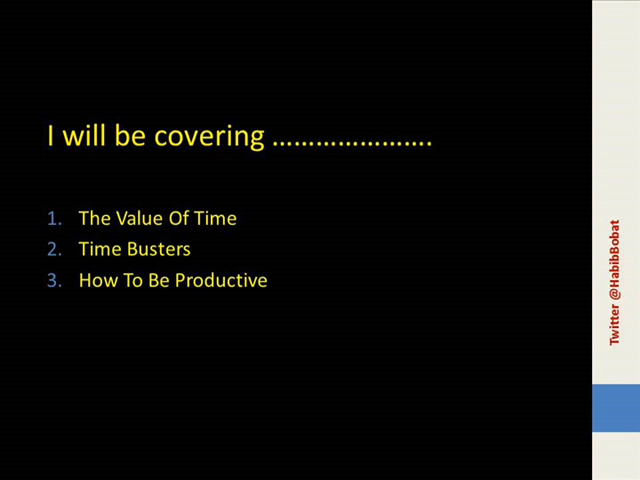 I will be covering ………………….
1. The Value Of Time
2. Time Busters
3. How To Be Productive
Twitter @HabibBobat